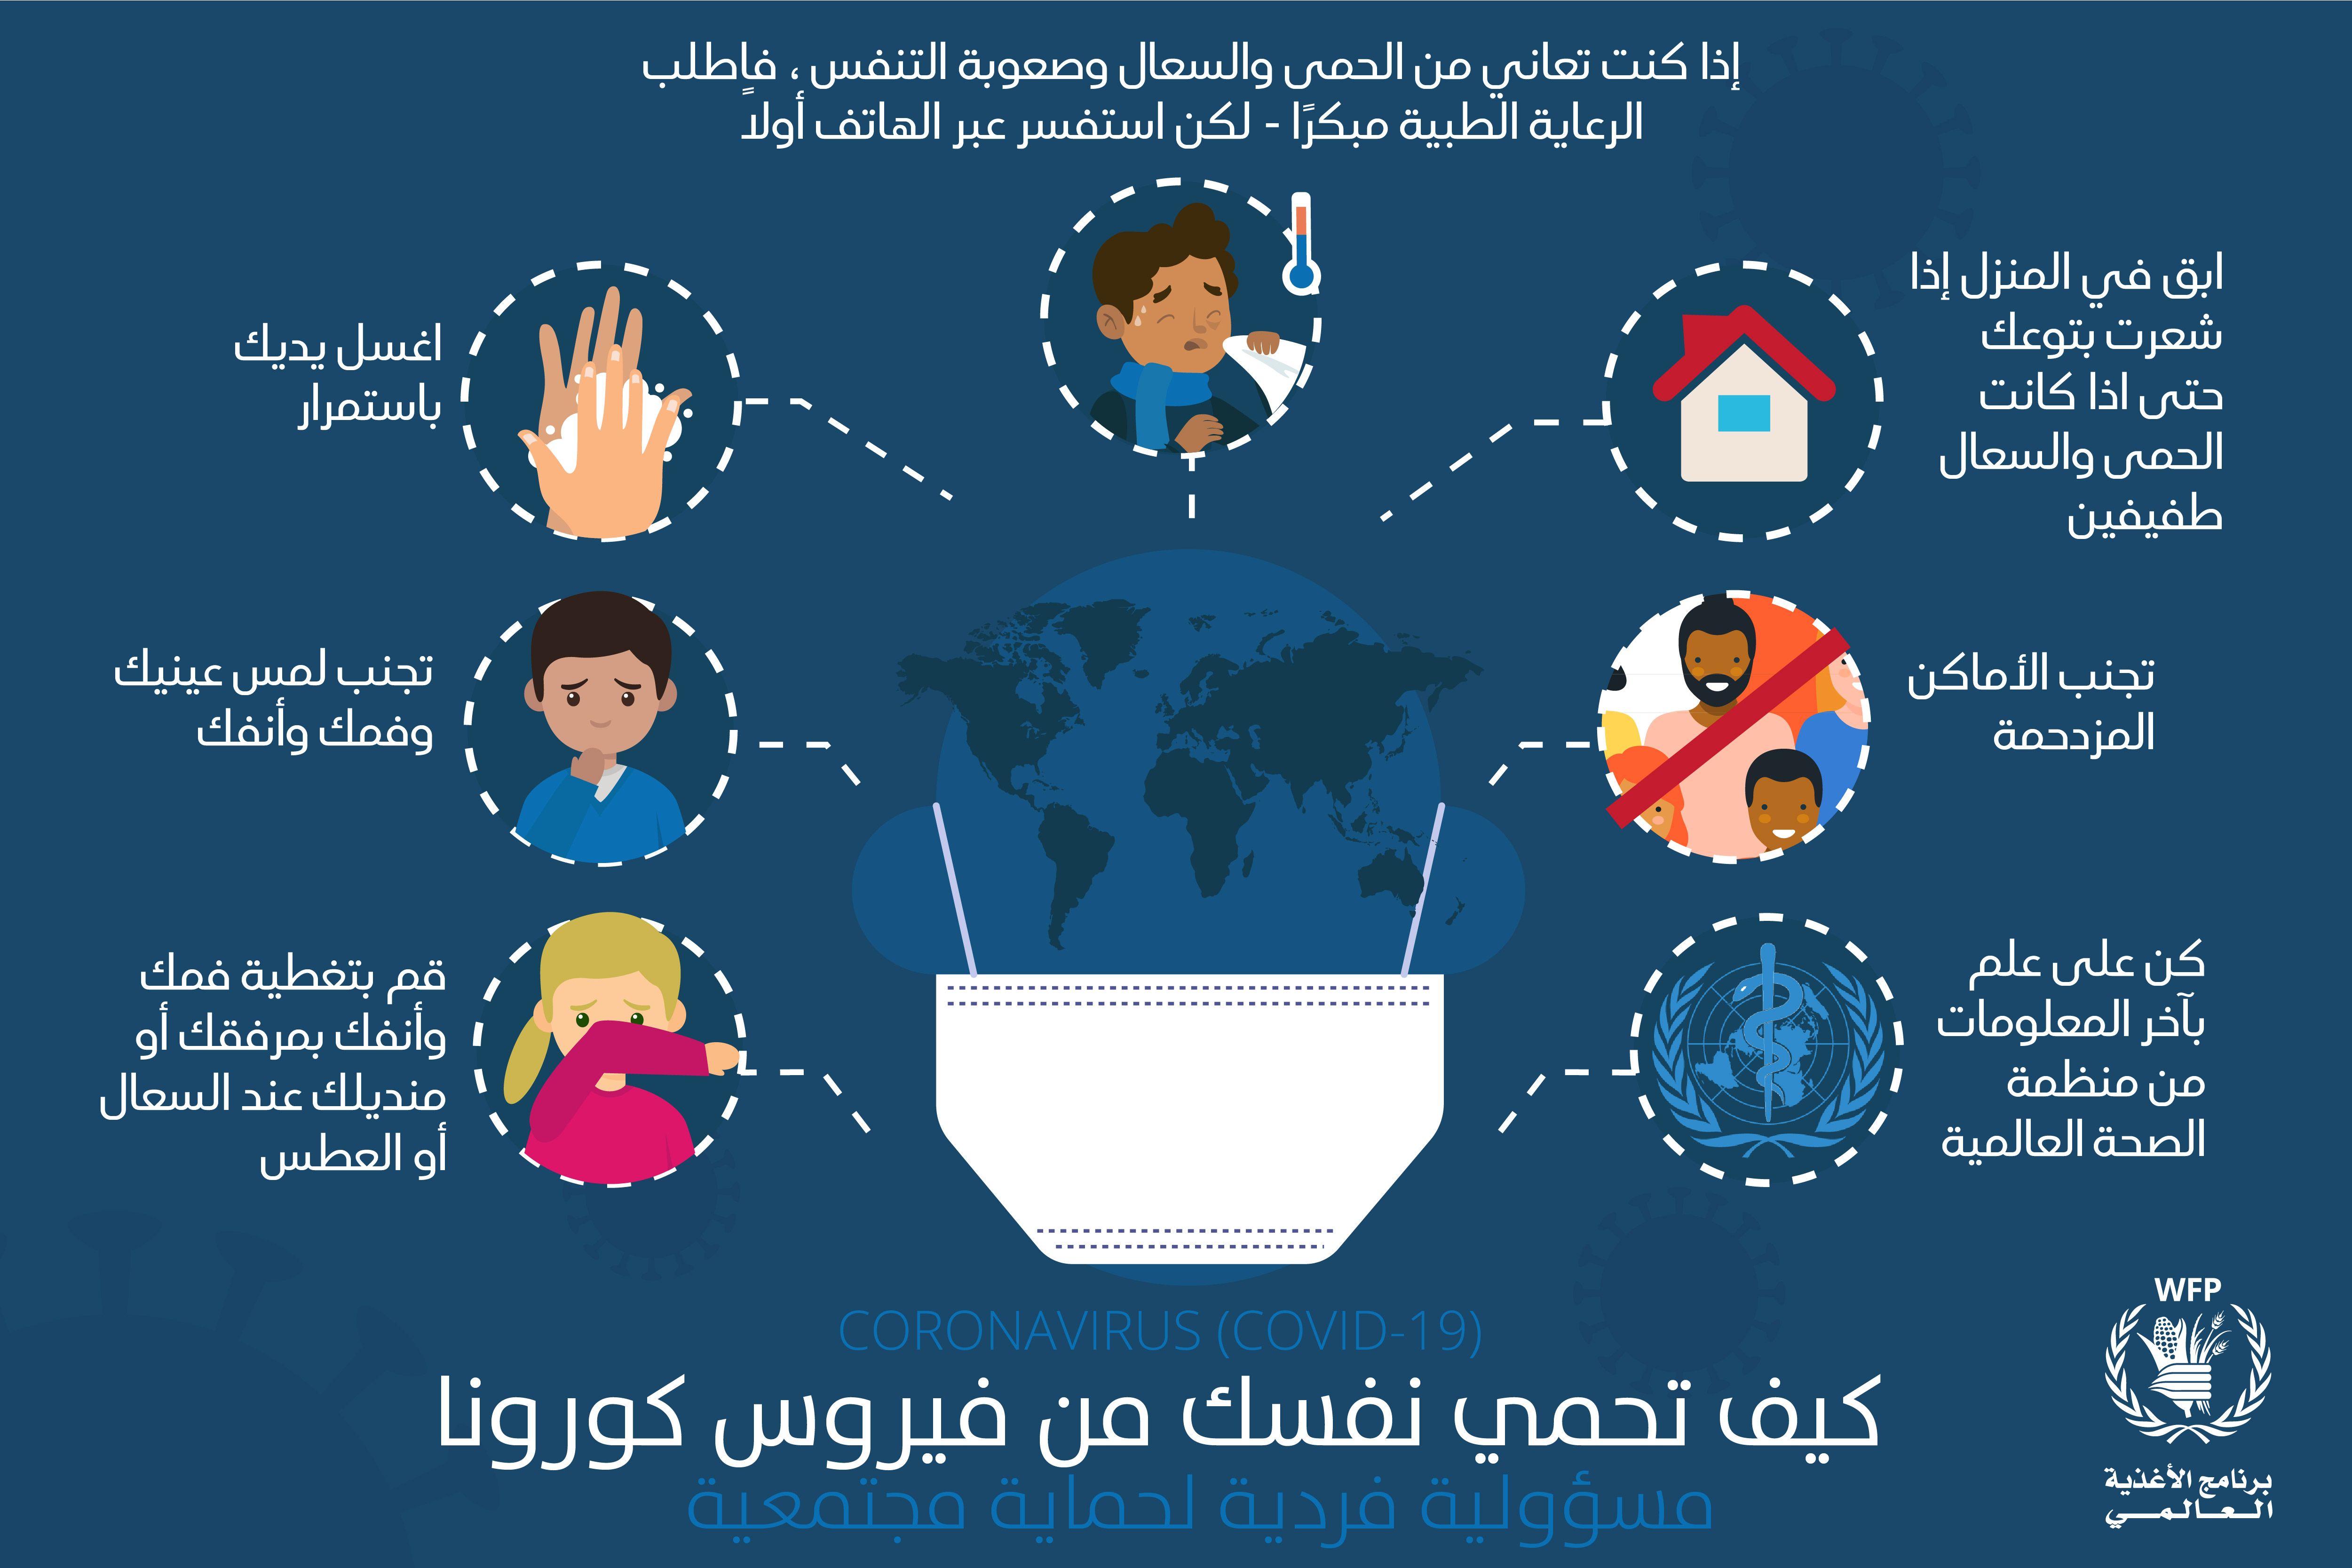 إذا كنت تعاني من الحمى والسعال وصعوبة التنفس ، فاطلب
الرعاية الطبية مبكرًا - لكن استفسر عبر الهاتف أولاً
ابق في المنزل إذا
شعرت بتوعك
حتى اذا كانت
الحمى والسعال
طفيفين
اغسل يديك
باستمرار
تجنب الأماكن
المزدحمة
تجنب لمس عينيك
وفمك وأنفك
كن على علم
بآخر المعلومات
من منظمة
الصحة العالمية
قم بتغطية فمك
وأنفك بمرفقك أو
منديلك عند السعال
أو العطس
CORONAVIRUS (COVID-19)
كيف تحمي نفسك من فيروس كورونا
مسؤولية فردية لحماية مجتمعية
WFP
برنامج الأغذية
العالمي